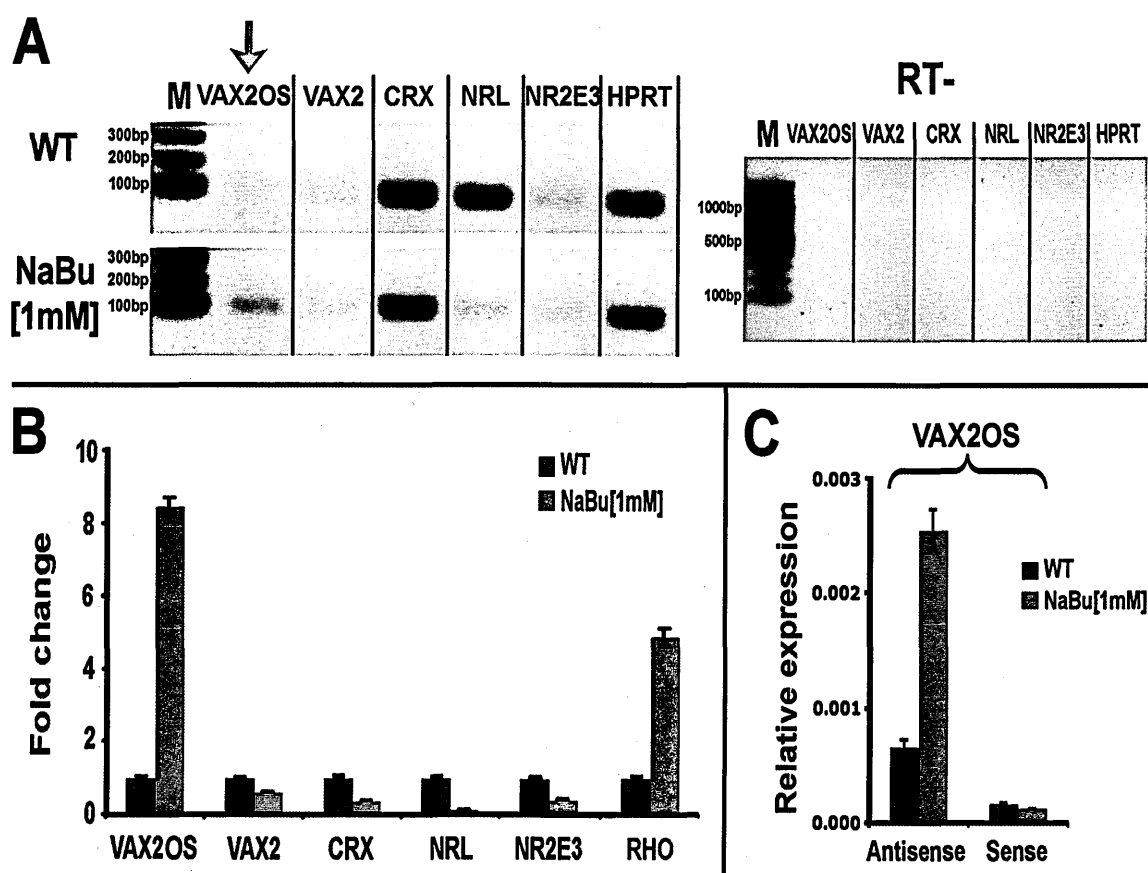 A
M VAX2OS VAX2 CRX NRL NR2E3 HPRT
WT
300bp
200bp
100bp
NaBu
[1mM]
300bp
200bp
100bp
RT-
M VAX2OS VAX2 CRX NRL NR2E3 HPRT
1000bp
500bp
100bp
B
Fold change
10
8
6
4
2
0
WT
NaBu[1mM]
VAX2OS VAX2 CRX NRL NR2E3 RHO
C
VAX2OS
Relative expression
0.003
0.002
0.001
0.000
WT
NaBu[1mM]
Antisense Sense